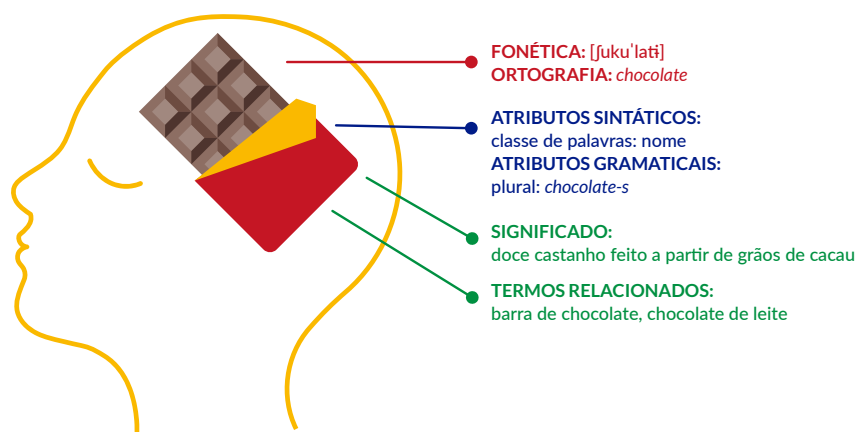 FONÉTICA: [ʃukuˈlatɨ]
ORTOGRAFIA: chocolate
ATRIBUTOS SINTÁTICOS:
classe de palavras: nome
ATRIBUTOS GRAMATICAIS:
plural: chocolate-s
SIGNIFICADO:
doce castanho feito a partir de grãos de cacau
TERMOS RELACIONADOS:
barra de chocolate, chocolate de leite